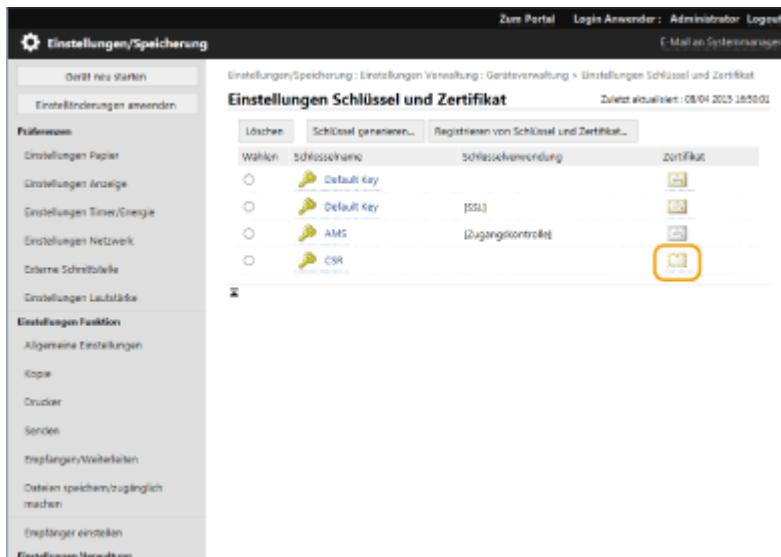 Zum Portal Login Anwender : Administrator Logout
Einstellungen/Speicherung E-Mail an Systemmanager
Gerät neu starten
Einstelländerungen anwenden
Präferenzen
Einstellungen Papier
Einstellungen Anzeige
Einstellungen Timer/Energie
Einstellungen Netzwerk
Externe Schnittstelle
Einstellungen Lautstärke
Einstellungen Funktion
Allgemeine Einstellungen
Kopie
Drucker
Senden
Empfangen/Weiterleiten
Dateien speichern/zugänglich
machen
Empfänger einstellen
Einstellungen Verwaltung
Einstellungen/Speicherung : Einstellungen Verwaltung : Geräteverwaltung > Einstellungen Schlüssel und Zertifikat
Einstellungen Schlüssel und Zertifikat Zuletzt aktualisiert : 08/04 2015 16:50:01
Löschen Schlüssel generieren... Registrieren von Schlüssel und Zertifikat...
Wählen Schlüsselname Schlüsselverwendung Zertifikat
Default Key
Default Key [SSL]
AMS [Zugangskontrolle]
CSR